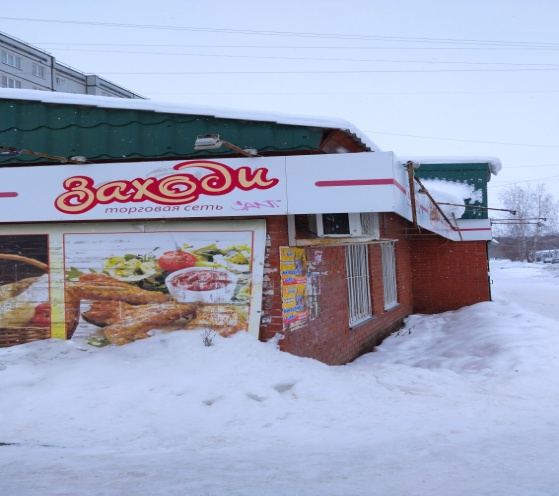 Заходи
торговая сеть